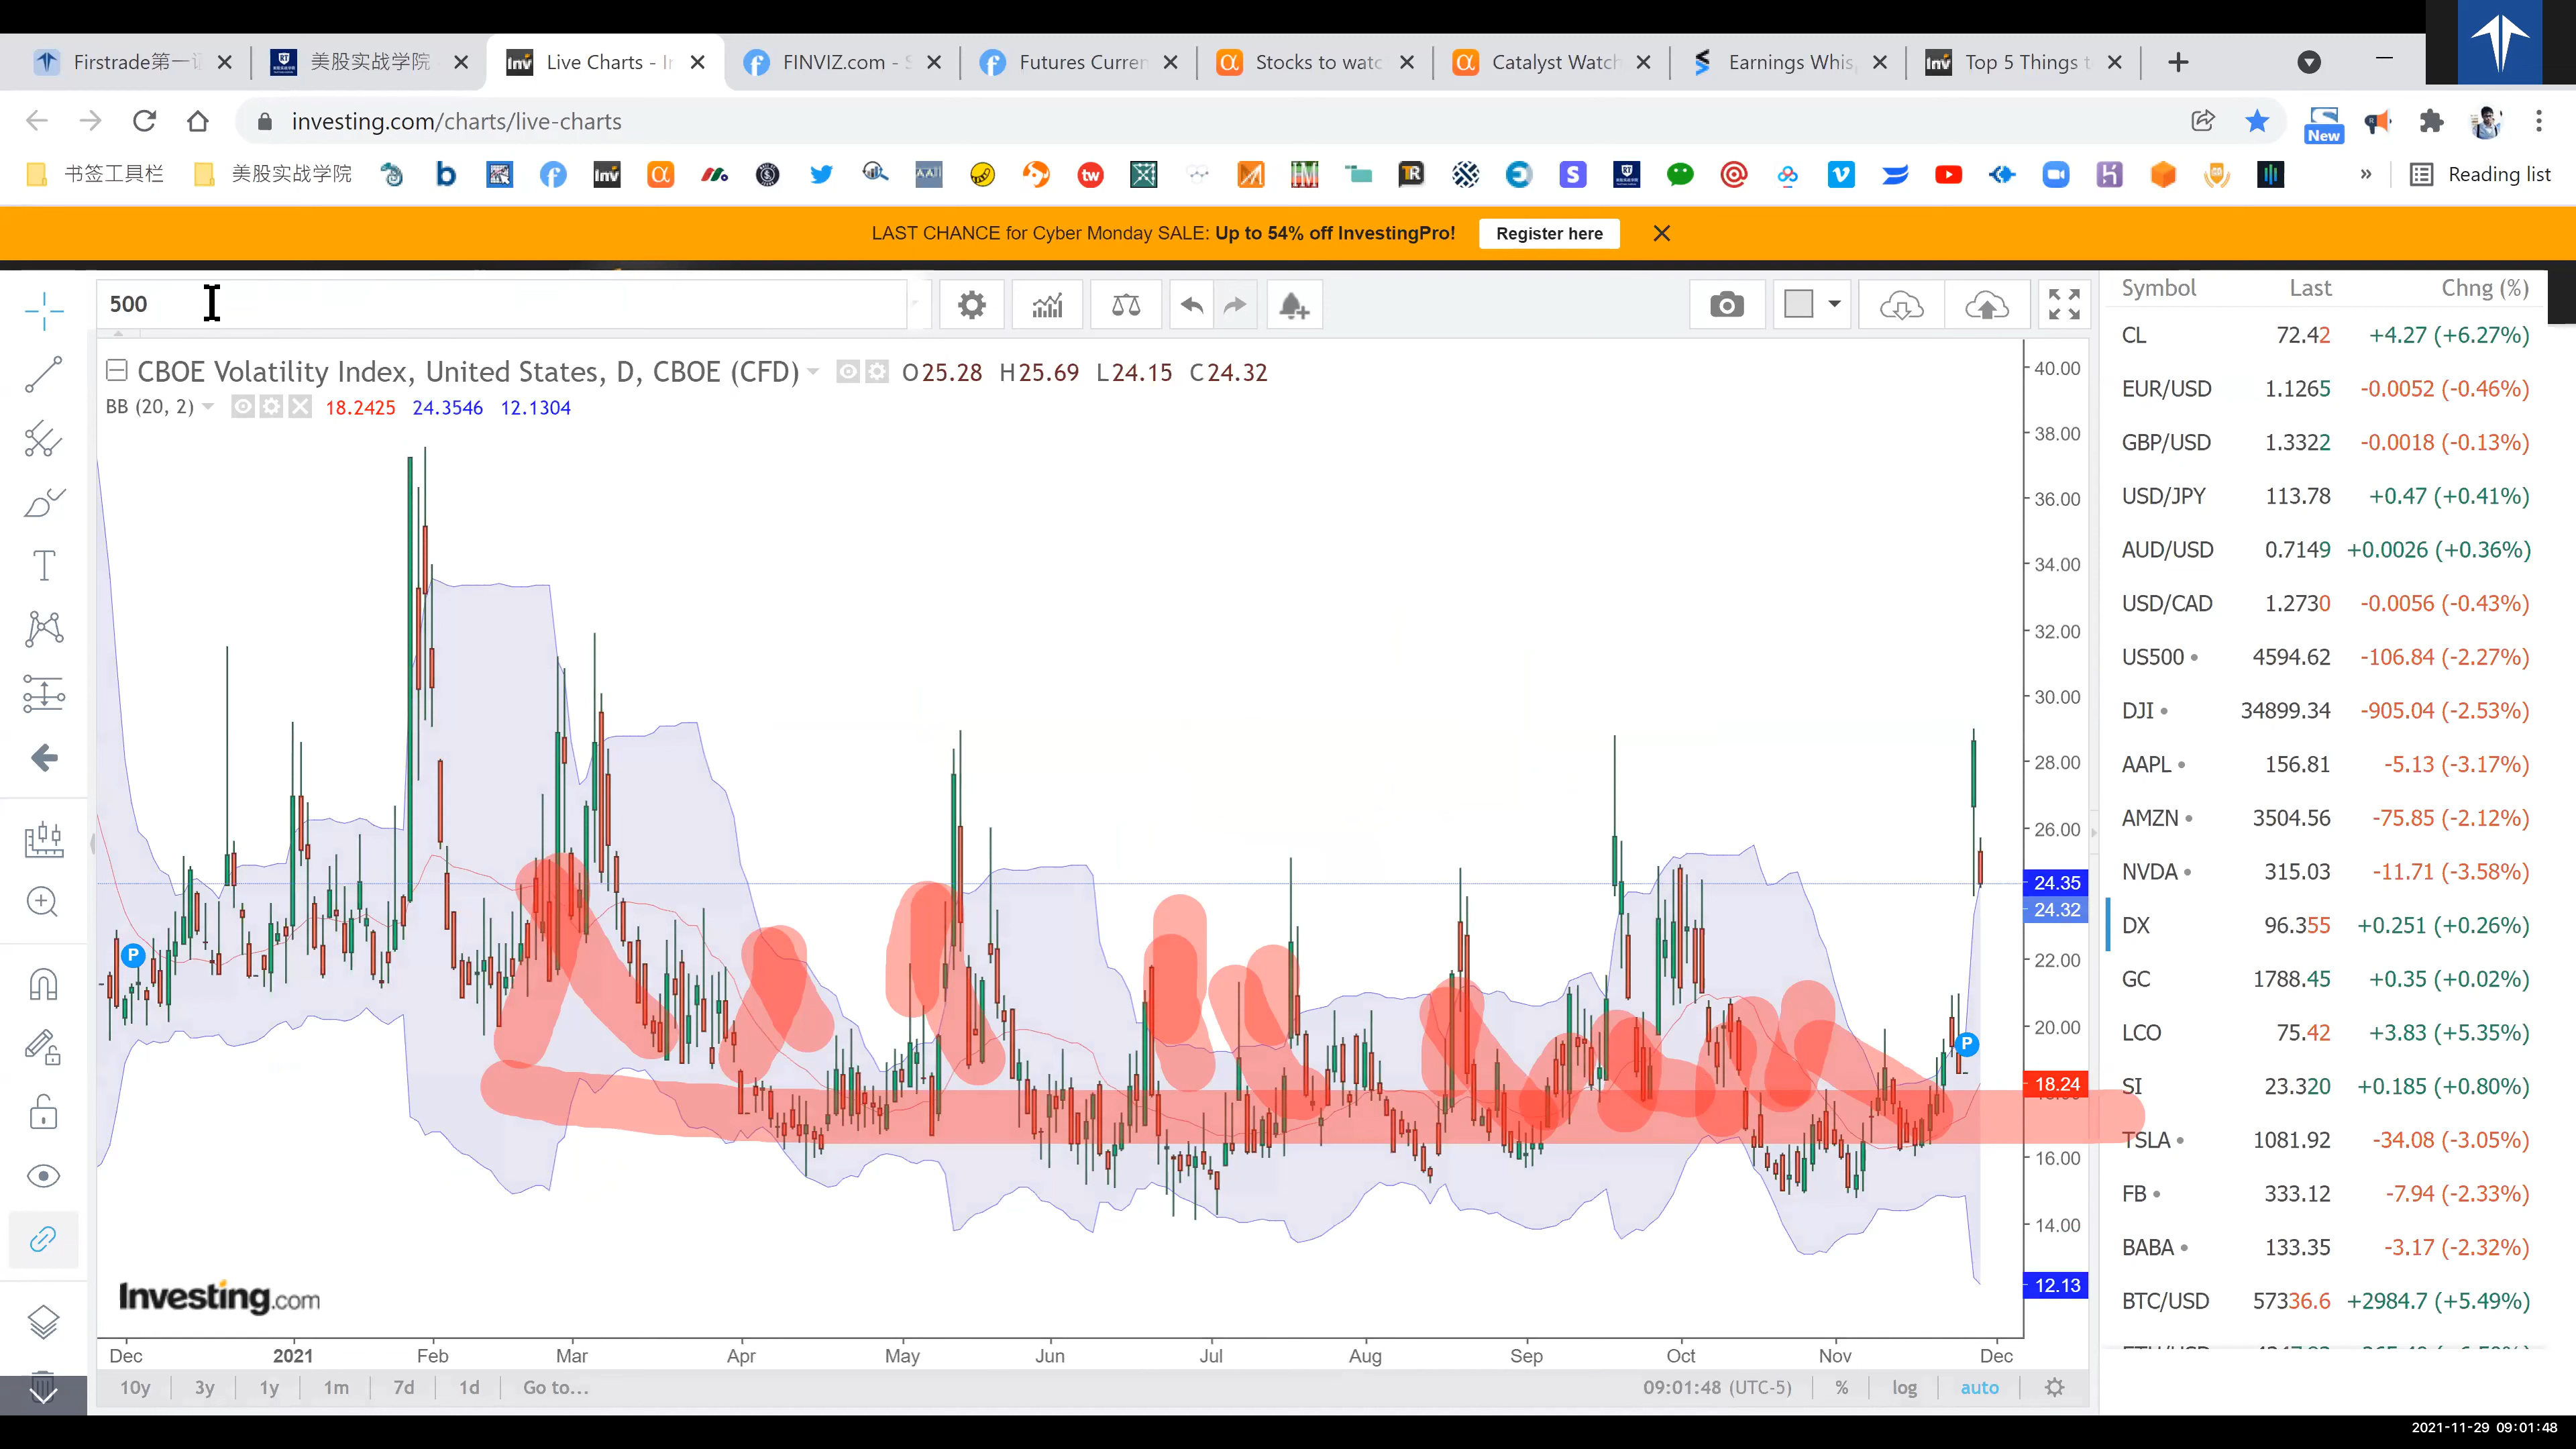 Firstrade第一
美股实战学院
Live Charts - I
FINVIZ.com - S
Futures Curren
Stocks to watc
Catalyst Watch
Earnings Whis
Top 5 Things t
investing.com/charts/live-charts
New
书签工具栏
美股实战学院
Reading list
LAST CHANCE for Cyber Monday SALE: Up to 54% off InvestingPro! Register here
500
CBOE Volatility Index, United States, D, CBOE (CFD) O25.28 H25.69 L24.15 C24.32
BB (20, 2) 18.2425 24.3546 12.1304
40.00
38.00
36.00
34.00
32.00
30.00
28.00
26.00
24.35
24.32
22.00
20.00
18.24
16.00
14.00
12.13
P
P
Investing.com
Dec 2021 Feb Mar Apr May Jun Jul Aug Sep Oct Nov Dec
10y 3y 1y 1m 7d 1d Go to... 09:01:48 (UTC-5) % log auto
Symbol Last Chng (%)
CL 72.42 +4.27 (+6.27%)
EUR/USD 1.1265 -0.0052 (-0.46%)
GBP/USD 1.3322 -0.0018 (-0.13%)
USD/JPY 113.78 +0.47 (+0.41%)
AUD/USD 0.7149 +0.0026 (+0.36%)
USD/CAD 1.2730 -0.0056 (-0.43%)
US500 4594.62 -106.84 (-2.27%)
DJI 34899.34 -905.04 (-2.53%)
AAPL 156.81 -5.13 (-3.17%)
AMZN 3504.56 -75.85 (-2.12%)
NVDA 315.03 -11.71 (-3.58%)
DX 96.355 +0.251 (+0.26%)
GC 1788.45 +0.35 (+0.02%)
LCO 75.42 +3.83 (+5.35%)
SI 23.320 +0.185 (+0.80%)
TSLA 1081.92 -34.08 (-3.05%)
FB 333.12 -7.94 (-2.33%)
BABA 133.35 -3.17 (-2.32%)
BTC/USD 57336.6 +2984.7 (+5.49%)
2021-11-29 09:01:48